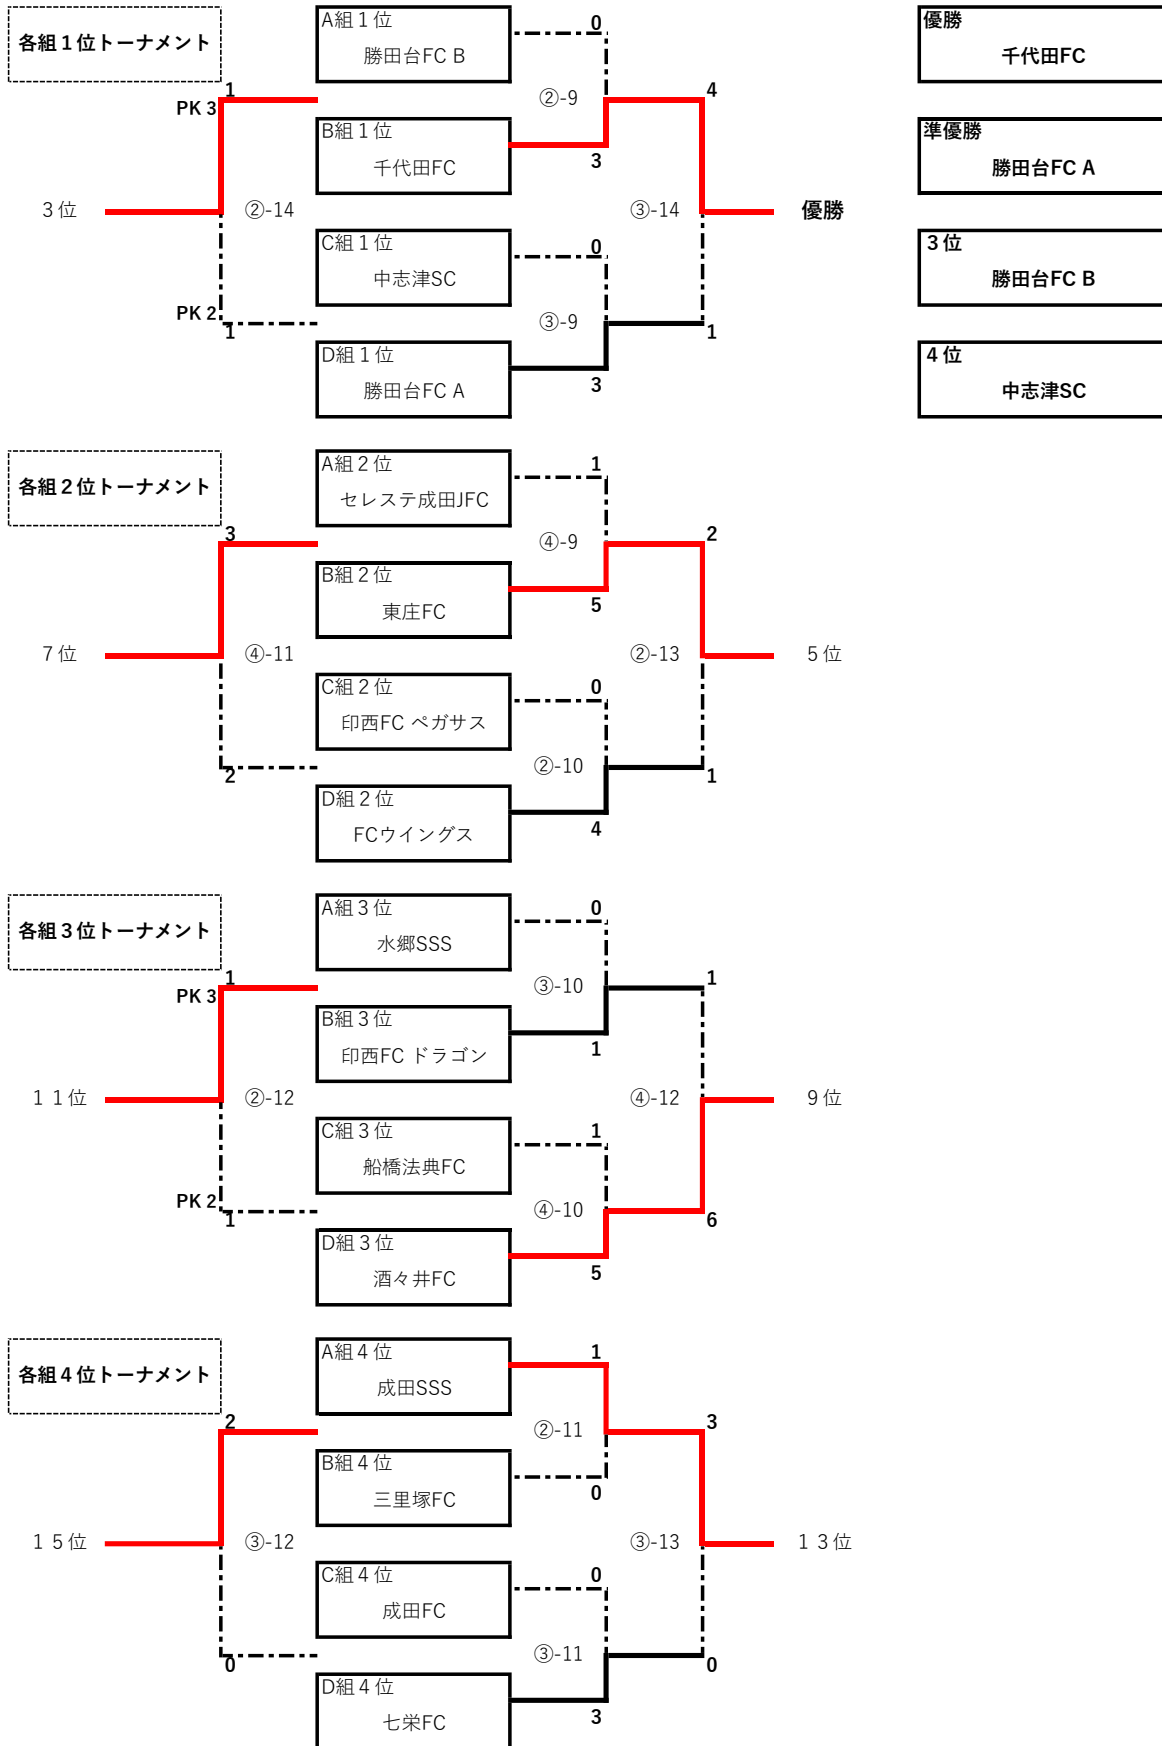 各組１位トーナメント
A組１位
勝田台FC B
0
②-9
B組１位
千代田FC
3
1
PK 3
4
3位
②-14
③-14
優勝
C組１位
中志津SC
0
③-9
PK 2
1
1
D組１位
勝田台FC A
3
優勝
千代田FC
準優勝
勝田台FC A
３位
勝田台FC B
４位
中志津SC
各組２位トーナメント
A組２位
セレステ成田JFC
1
④-9
B組２位
東庄FC
5
3
2
７位
④-11
②-13
５位
C組２位
印西FC ペガサス
0
②-10
2
1
D組２位
FCウイングス
4
各組３位トーナメント
A組３位
水郷SSS
0
③-10
B組３位
印西FC ドラゴン
1
1
PK 3
1
１１位
②-12
④-12
９位
C組３位
船橋法典FC
1
④-10
PK 2
1
6
D組３位
酒々井FC
5
各組４位トーナメント
A組４位
成田SSS
1
②-11
B組４位
三里塚FC
0
2
3
１５位
③-12
③-13
１３位
C組４位
成田FC
0
③-11
0
0
D組４位
七栄FC
3